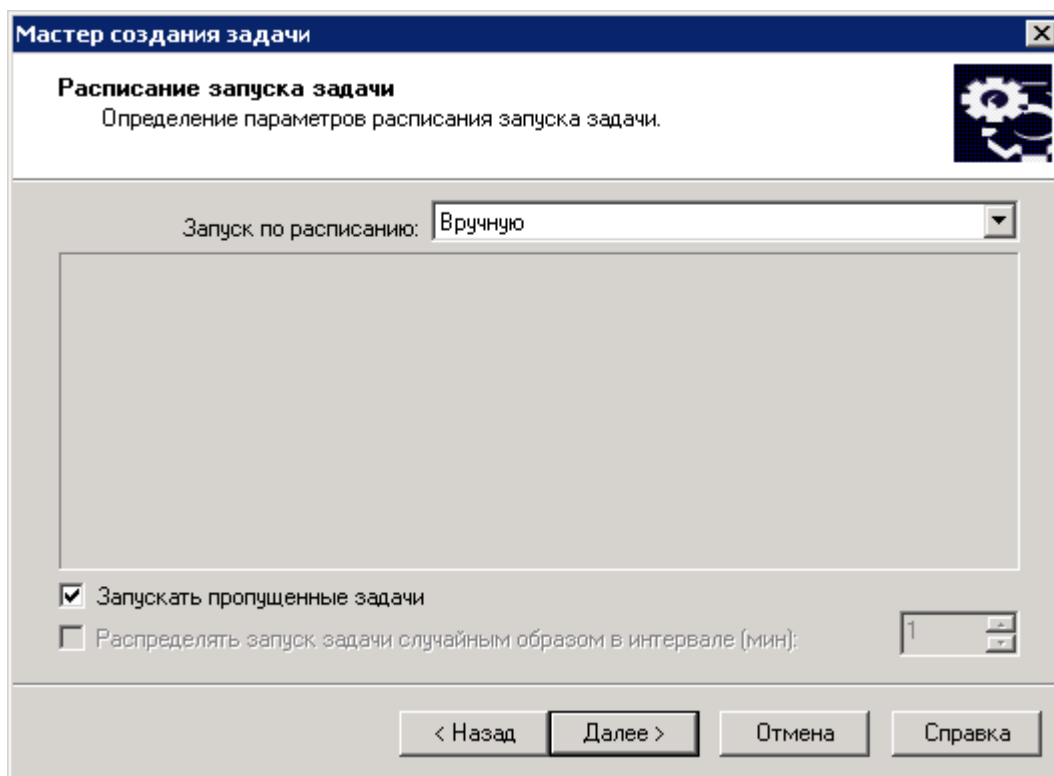 Мастер создания задачи
Расписание запуска задачи
Определение параметров расписания запуска задачи.
Запуск по расписанию: Вручную
Запускать пропущенные задачи
Распределять запуск задачи случайным образом в интервале (мин): 1
< Назад Далее > Отмена Справка